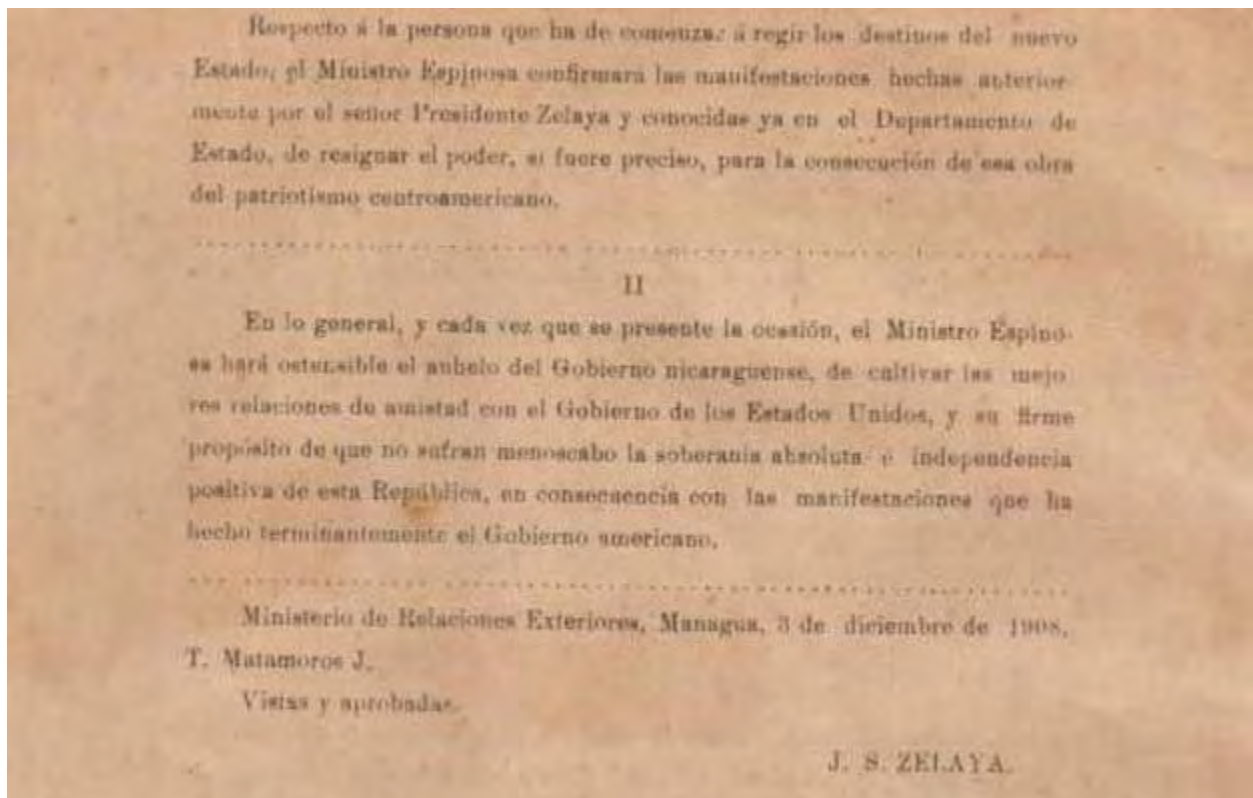 Respecto á la persona que ha de comenzar á regir los destinos del nuevo
Estado, el Ministro Espinosa confirmará las manifestaciones hechas anterior-
mente por el señor Presidente Zelaya y conocidas ya en el Departamento de
Estado, de resignar el poder, si fuere preciso, para la consecución de esa obra
del patriotismo centroamericano.
II
En lo general, y cada vez que se presente la ocasión, el Ministro Espino-
sa hará ostensible el anhelo del Gobierno nicaragüense, de cultivar las mejo
res relaciones de amistad con el Gobierno de los Estados Unidos, y su firme
propósito de que no sufran menoscabo la soberanía absoluta é independencia
positiva de esta República, en consecuencia con las manifestaciones que ha
hecho terminantemente el Gobierno americano.
Ministerio de Relaciones Exteriores, Managua, 3 de diciembre de 1908.
T. Matamoros J.
Vistas y aprobadas.
J. S. ZELAYA.